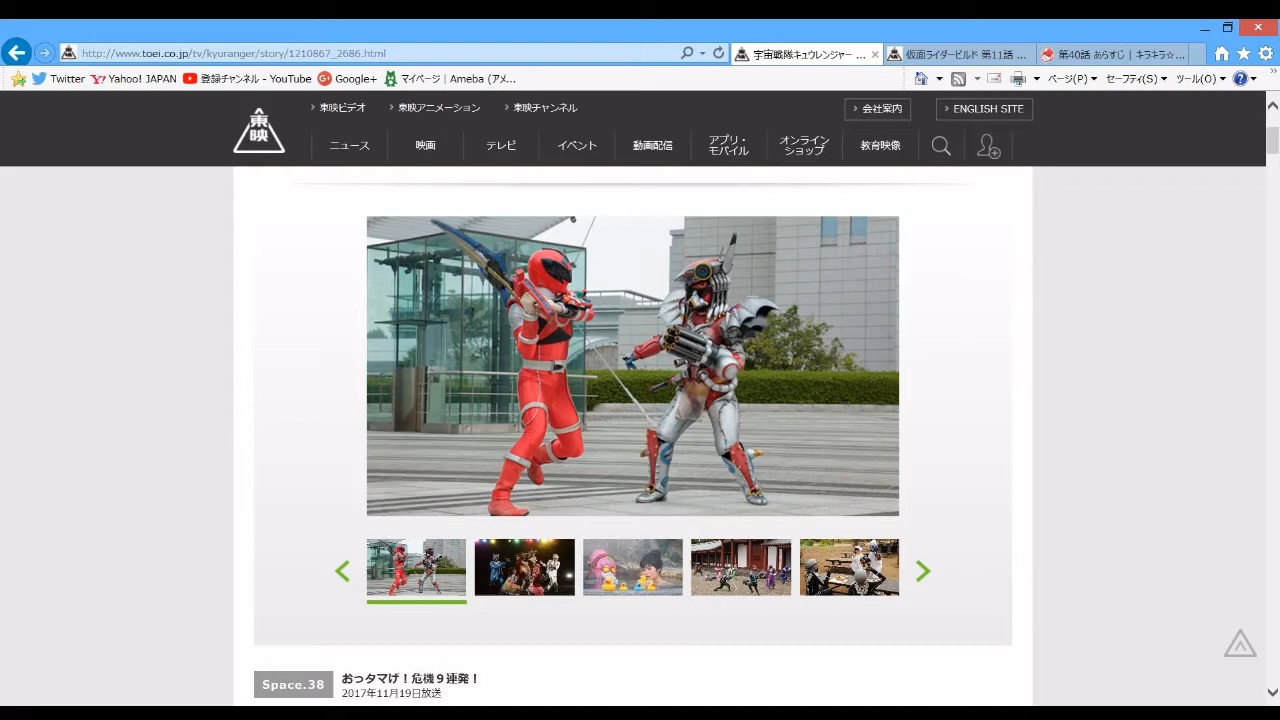 http://www.toei.co.jp/tv/kyuranger/story/1210867_2686.html
宇宙戦隊キュウレンジャー ...
仮面ライダービルド 第11話 ...
第40話 あらすじ｜キラキラ☆...
Twitter
Yahoo! JAPAN
登録チャンネル - YouTube
Google+
マイページ｜Ameba (アメ...
ページ(P)
セーフティ(S)
ツール(O)
東映
東映ビデオ
東映アニメーション
東映チャンネル
会社案内
ENGLISH SITE
ニュース
映画
テレビ
イベント
動画配信
アプリ・
モバイル
オンライン
ショップ
教育映像
Space.38
おッタマげ！危機９連発！
2017年11月19日放送